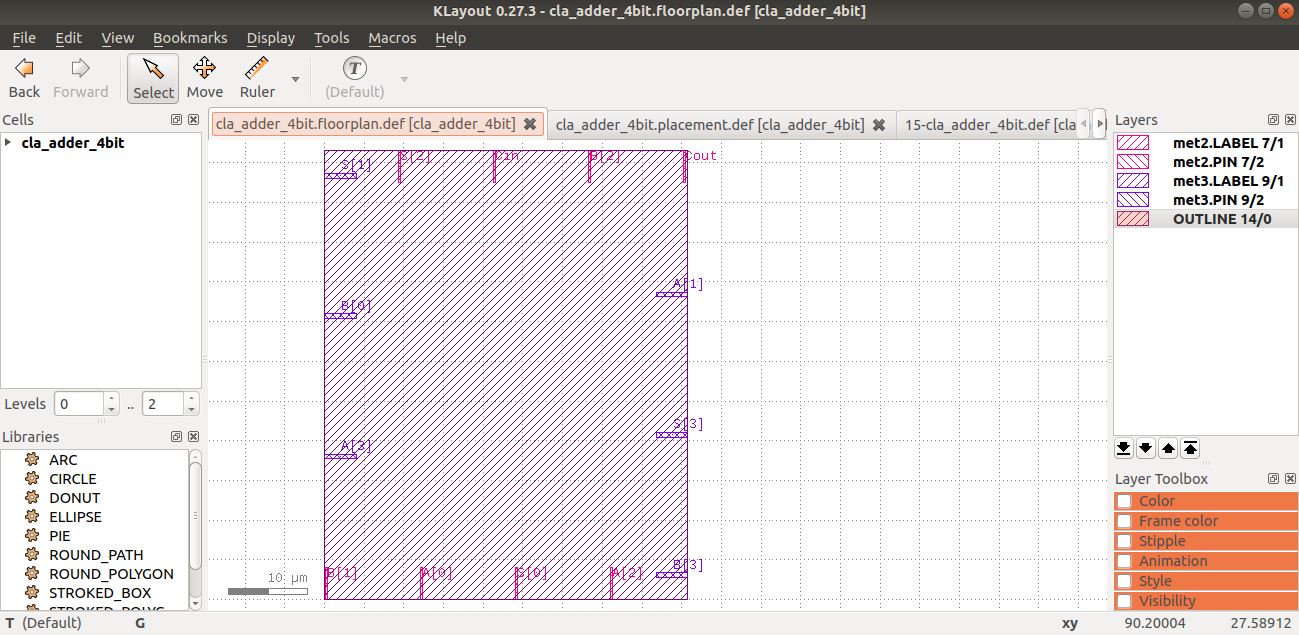 KLayout 0.27.3 - cla_adder_4bit.floorplan.def [cla_adder_4bit]
File Edit View Bookmarks Display Tools Macros Help
Back Forward Select Move Ruler T (Default)
Cells
cla_adder_4bit
Levels 0 .. 2
Libraries
ARC
CIRCLE
DONUT
ELLIPSE
PIE
ROUND_PATH
ROUND_POLYGON
STROKED_BOX
STROKED_POLYG
cla_adder_4bit.floorplan.def [cla_adder_4bit] cla_adder_4bit.placement.def [cla_adder_4bit] 15-cla_adder_4bit.def [cla
S[1] S[2] Cin B[2] Cout
A[1]
B[0]
S[3]
A[3]
B[3]
B[1] A[0] S[0] A[2]
10 μm
Layers
met2.LABEL 7/1
met2.PIN 7/2
met3.LABEL 9/1
met3.PIN 9/2
OUTLINE 14/0
Layer Toolbox
Color
Frame color
Stipple
Animation
Style
Visibility
T (Default) G xy 90.20004 27.58912